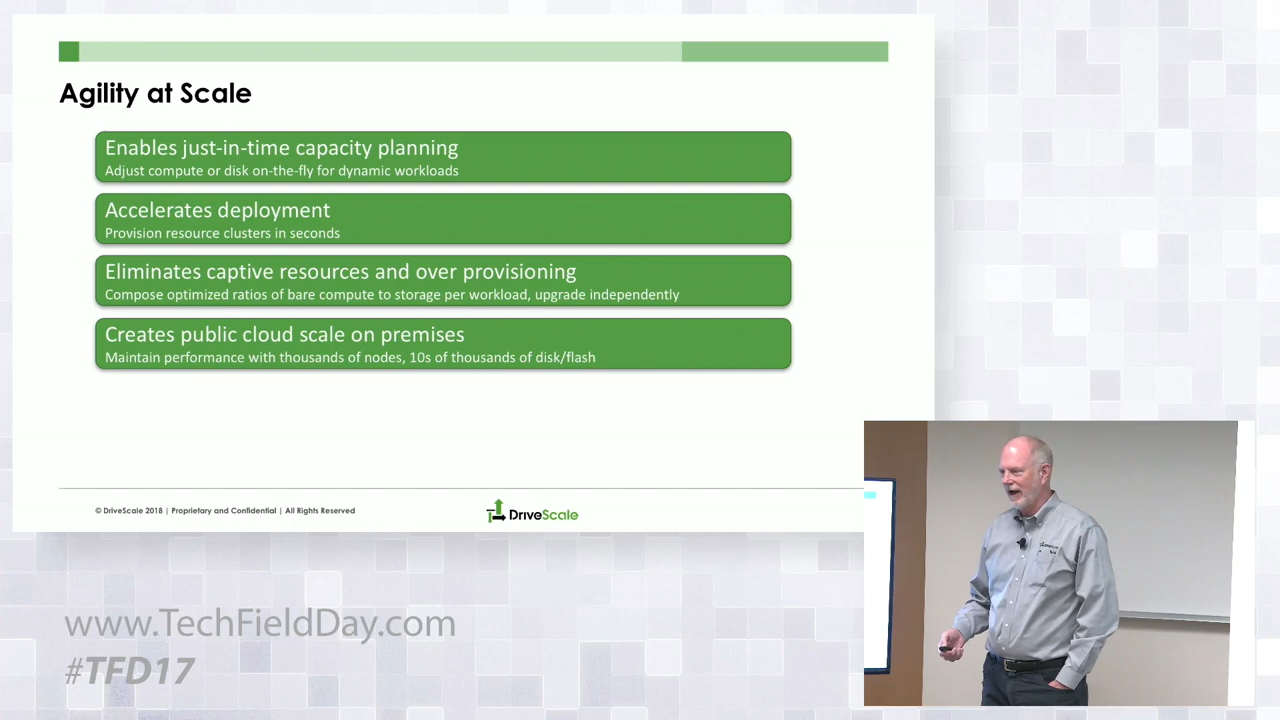 Agility at Scale
Enables just-in-time capacity planning
Adjust compute or disk on-the-fly for dynamic workloads
Accelerates deployment
Provision resource clusters in seconds
Eliminates captive resources and over provisioning
Compose optimized ratios of bare compute to storage per workload, upgrade independently
Creates public cloud scale on premises
Maintain performance with thousands of nodes, 10s of thousands of disk/flash
© DriveScale 2018 | Proprietary and Confidential | All Rights Reserved
DriveScale
www.TechFieldDay.com
#TFD17